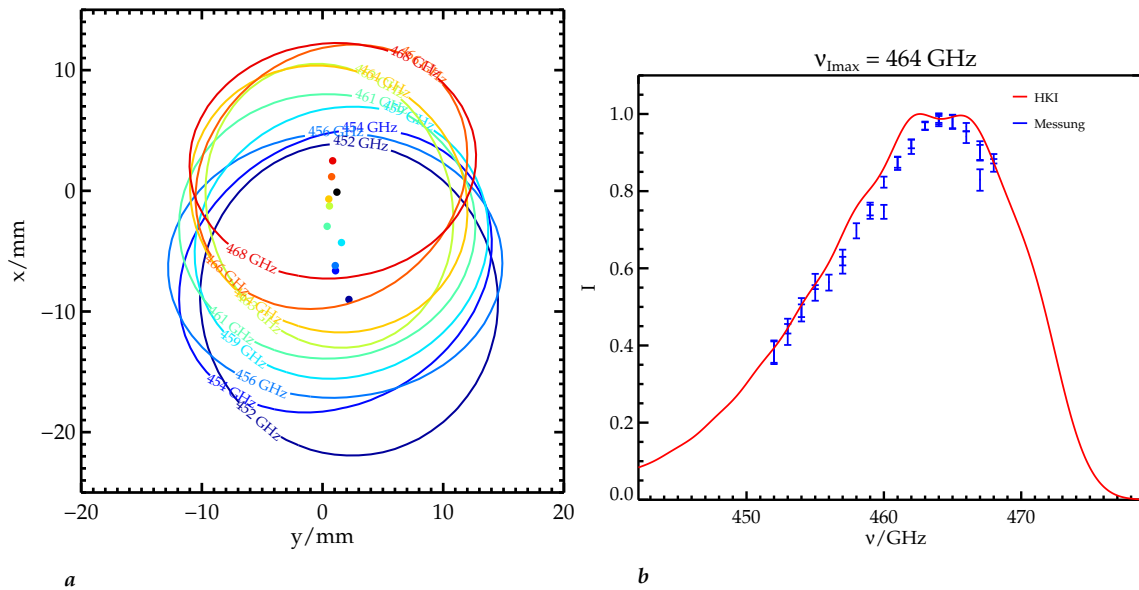 10
0
−10
−20
x/mm
−20
−10
0
10
20
y/mm
468 GHz
464 GHz
461 GHz
459 GHz
454 GHz
456 GHz
452 GHz
468 GHz
466 GHz
461 GHz
459 GHz
456 GHz
454 GHz
452 GHz
a
νImax = 464 GHz
HKI
Messung
1.0
0.8
0.6
0.4
0.2
0.0
I
450
460
470
ν/GHz
b